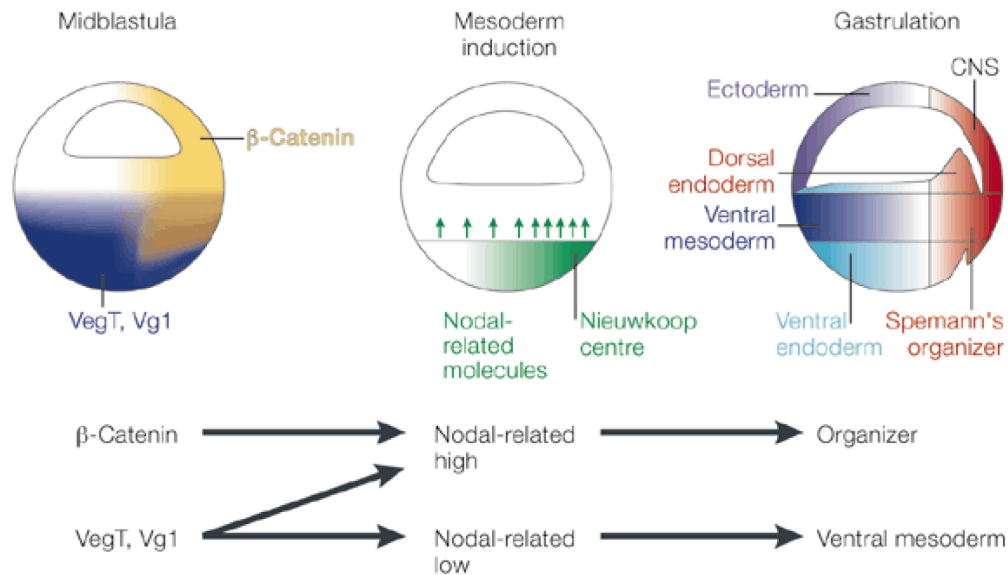 Midblastula
Mesoderm
induction
Gastrulation
CNS
Ectoderm
β-Catenin
Dorsal
endoderm
Ventral
mesoderm
VegT, Vg1
Nodal-
related
molecules
Nieuwkoop
centre
Ventral
endoderm
Spemann's
organizer
β-Catenin
Nodal-related
high
Organizer
VegT, Vg1
Nodal-related
low
Ventral mesoderm